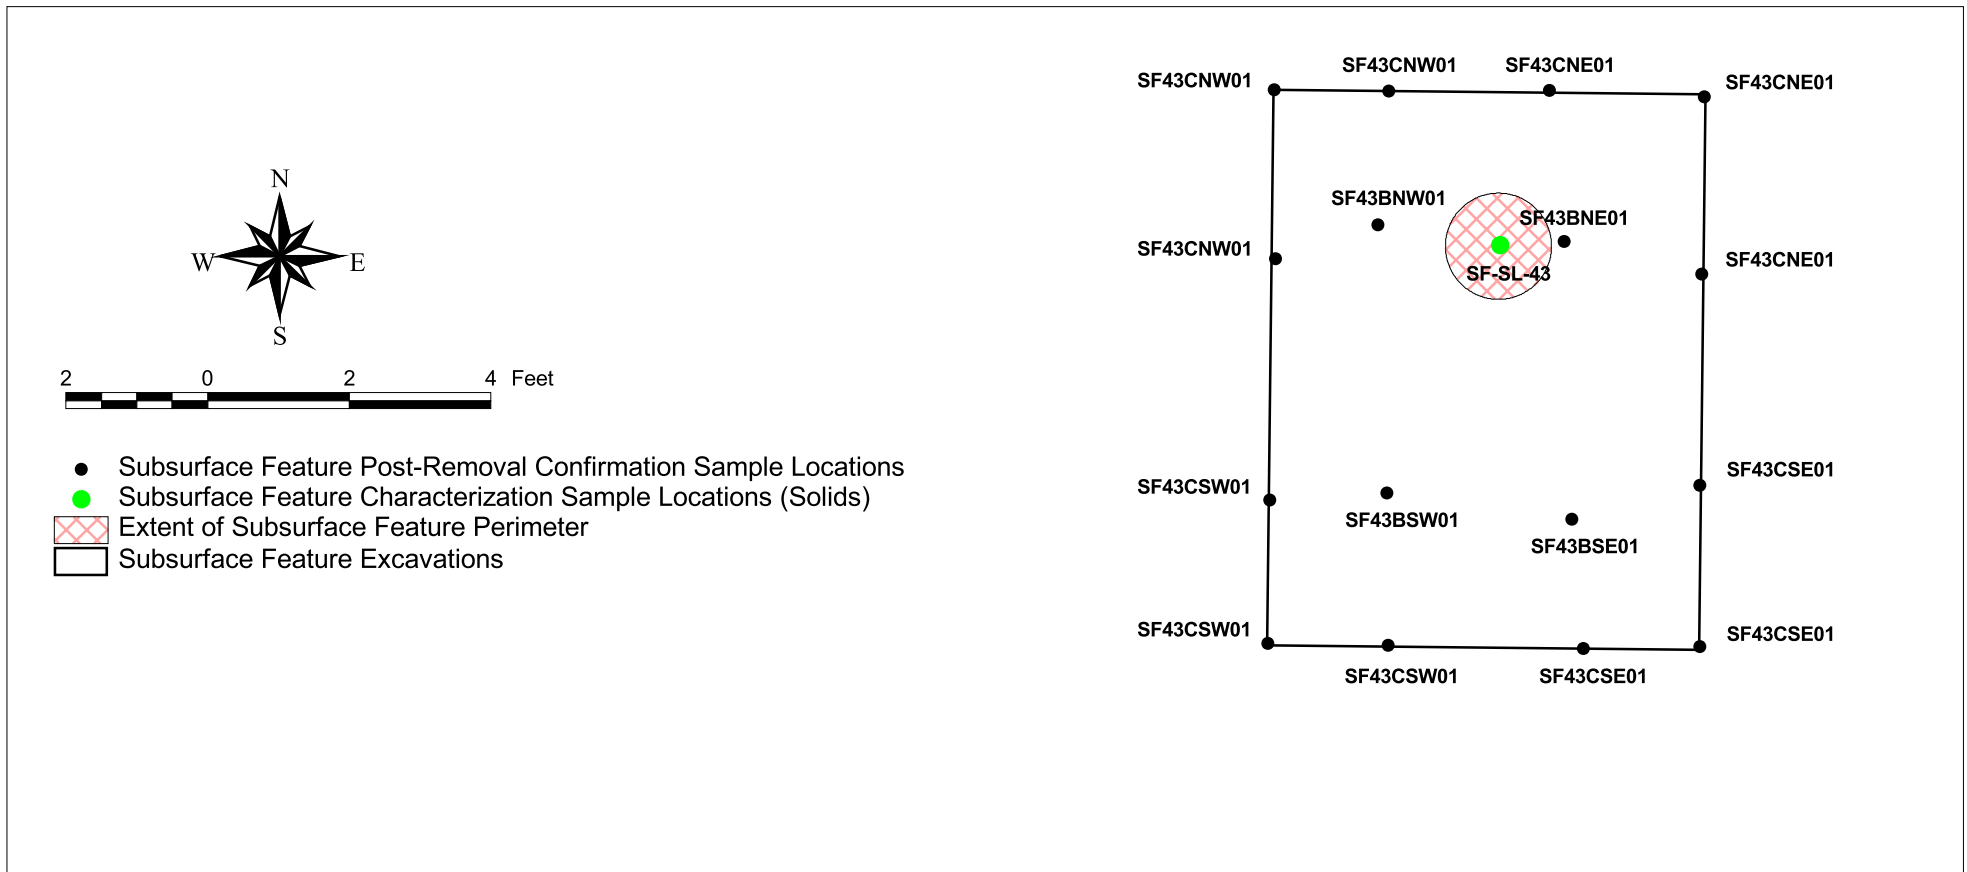 N
W
E
S
2 0 2 4 Feet
Subsurface Feature Post-Removal Confirmation Sample Locations
Subsurface Feature Characterization Sample Locations (Solids)
Extent of Subsurface Feature Perimeter
Subsurface Feature Excavations
SF43CNW01
SF43CNW01
SF43CNE01
SF43CNE01
SF43BNW01
SF43BNE01
SF43CNW01
SF-SL-43
SF43CNE01
SF43CSW01
SF43BSW01
SF43BSE01
SF43CSE01
SF43CSW01
SF43CSW01
SF43CSE01
SF43CSE01